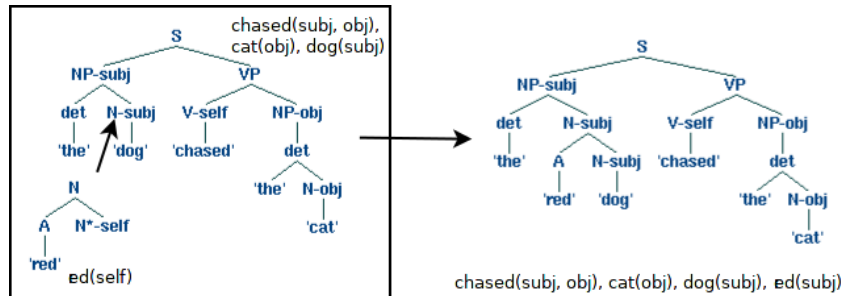 chased(subj, obj),
S cat(obj), dog(subj)
NP-subj VP
det N-subj V-self NP-obj
'the' 'dog' 'chased' det
N 'the' N-obj
A N*-self 'cat'
'red'
ed(self)
S
NP-subj VP
det N-subj V-self NP-obj
'the' A N-subj 'chased' det
'red' 'dog' 'the' N-obj
'cat'
chased(subj, obj), cat(obj), dog(subj), ed(subj)